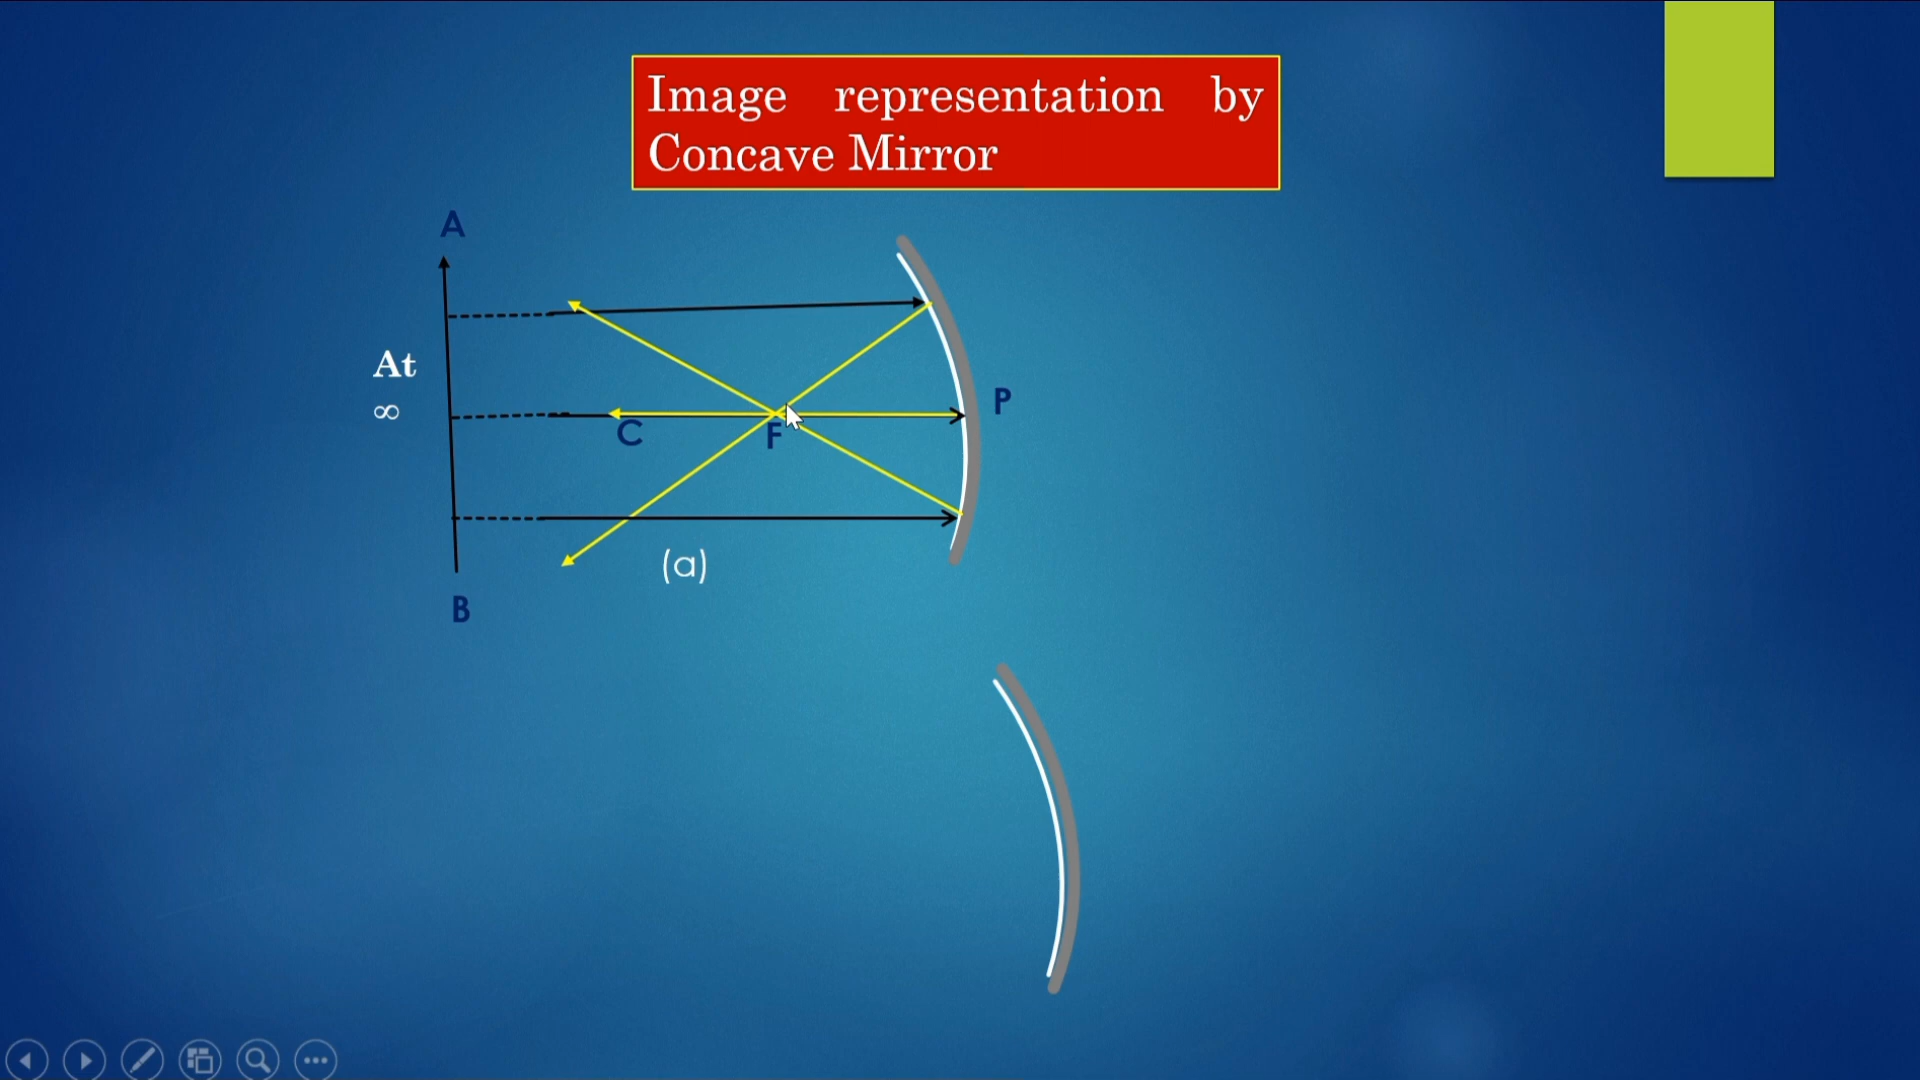 Image representation by
Concave Mirror
A
At
∞
P
C
F
(a)
B